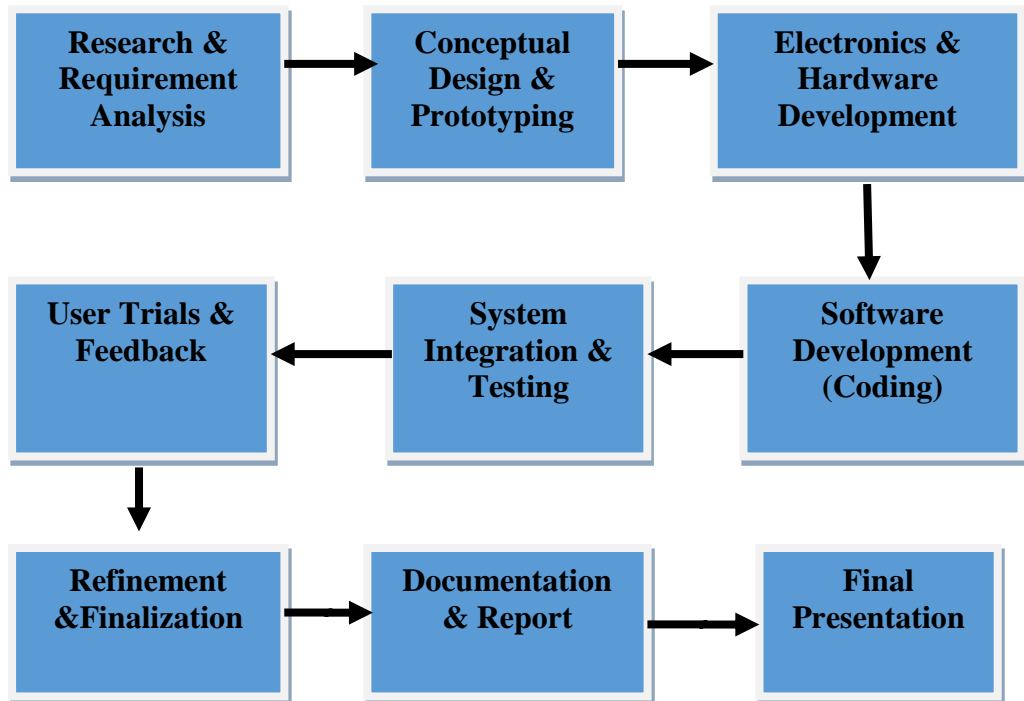 Research &
Requirement
Analysis
Conceptual
Design &
Prototyping
Electronics &
Hardware
Development
User Trials &
Feedback
System
Integration &
Testing
Software
Development
(Coding)
Refinement
&Finalization
Documentation
& Report
Final
Presentation